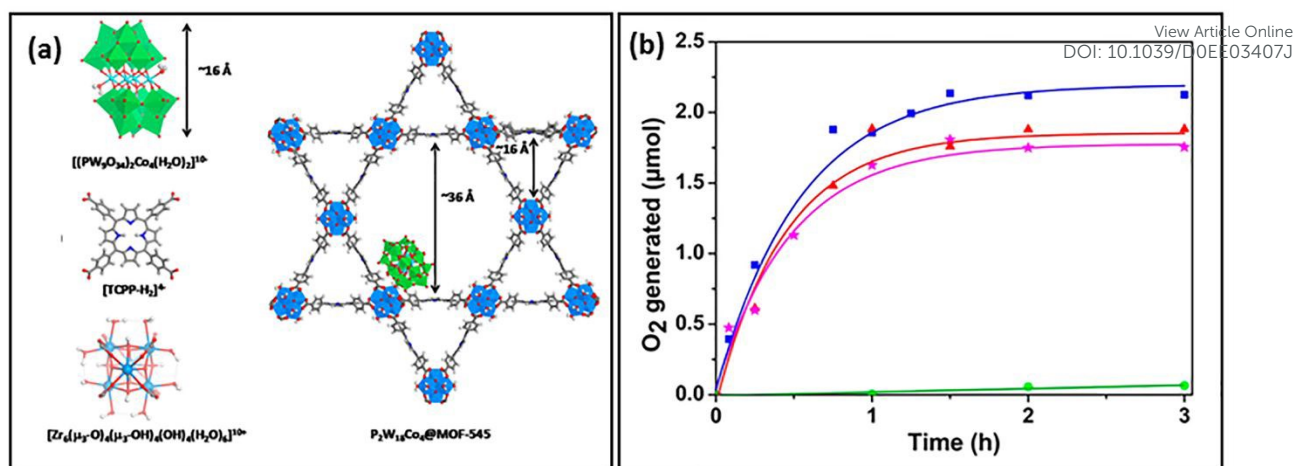 View Article Online
DOI: 10.1039/D0EE03407J
(a)
~16 Å
[[(PW₉O₃₄)₂Co₄(H₂O)₂]¹⁰⁻
[TCPP-H₂]⁴⁻
[Zr₆(μ₃-O)₄(μ₃-OH)₄(OH)₄(H₂O)₆]¹⁰⁺
~16 Å
~36 Å
P₂W₁₈Co₄@MOF-545
(b)
O₂ generated (μmol)
2.5
2.0
1.5
1.0
0.5
0.0
0
1
2
3
Time (h)